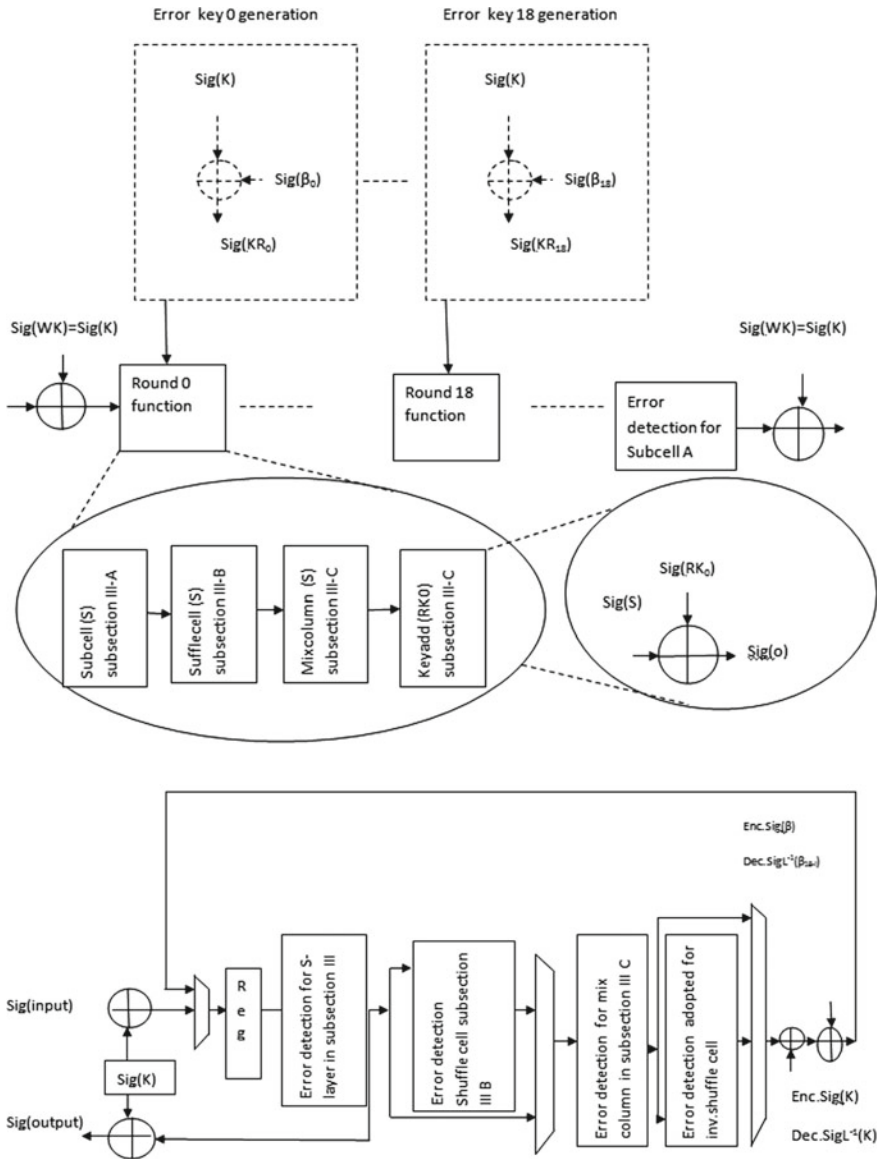 Error key 0 generation
Error key 18 generation
Sig(K)
Sig(K)
Sig(β₀)
Sig(β₁₈)
Sig(KR₀)
Sig(KR₁₈)
Sig(WK)=Sig(K)
Sig(WK)=Sig(K)
Round 0
function
Round 18
function
Error
detection for
Subcell A
Subcell (S)
subsection III-A
Sufflecell (S)
subsection III-B
Mixcolumn (S)
subsection III-C
Keyadd (RK0)
subsection III-C
Sig(RK₀)
Sig(S)
Sig(o)
Enc.Sig(β)
Dec.SigL⁻¹(β₁₈₋ᵢ)
Sig(input)
Sig(K)
Sig(output)
R
e
g
Error detection for S-
layer in subsection III
Error detection
Shuffle cell subsection
III B
Error detection for mix
column in subsection III C
Error detection adopted for
inv.shuffle cell
Enc.Sig(K)
Dec.SigL⁻¹(K)